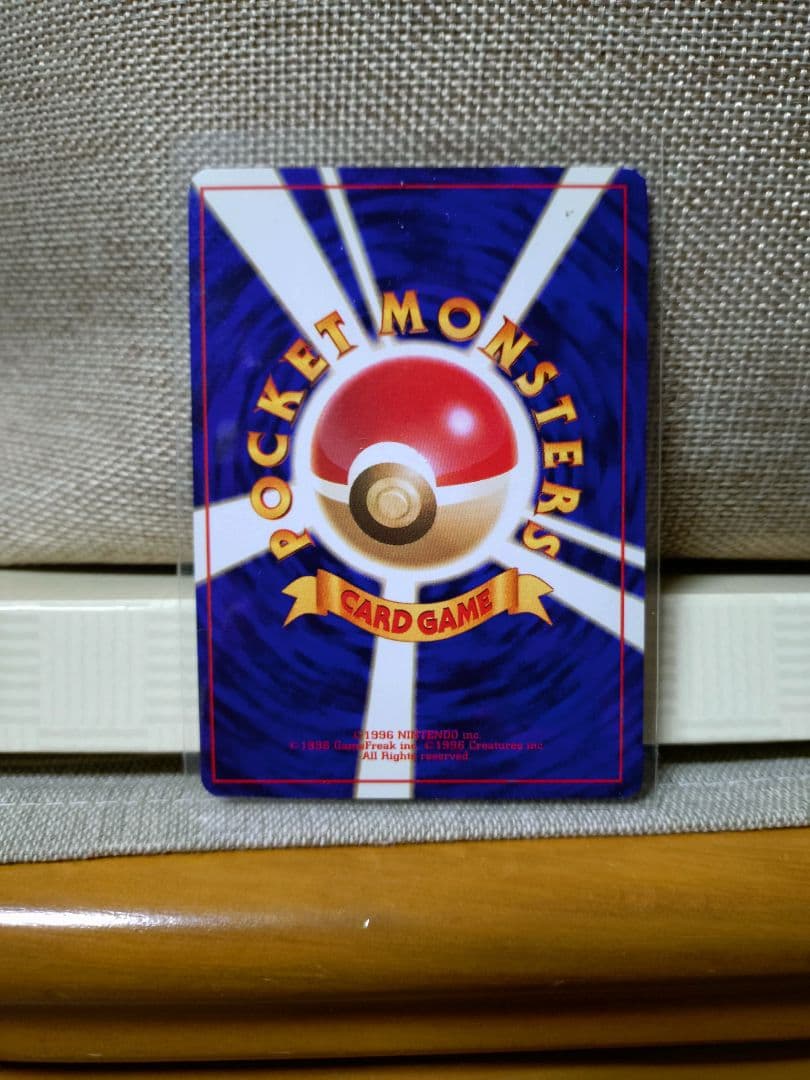 POCKET MONSTERS
CARD GAME
©1996 NINTENDO inc.
©1996 GameFreak inc. ©1996 Creatures inc.
All Rights reserved.